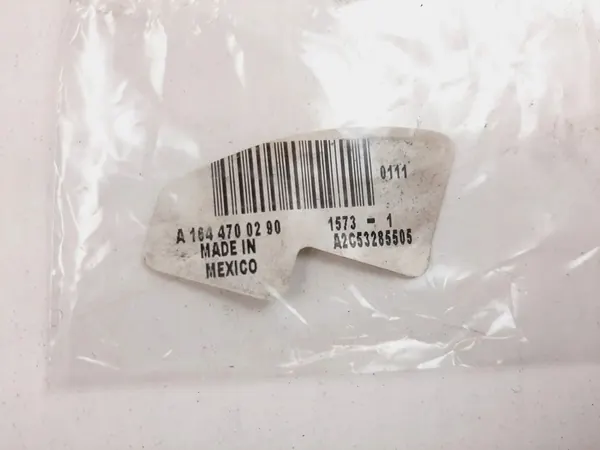 0111
A 164 470 02 90 1573 - 1
MADE IN A2C53285505
MEXICO